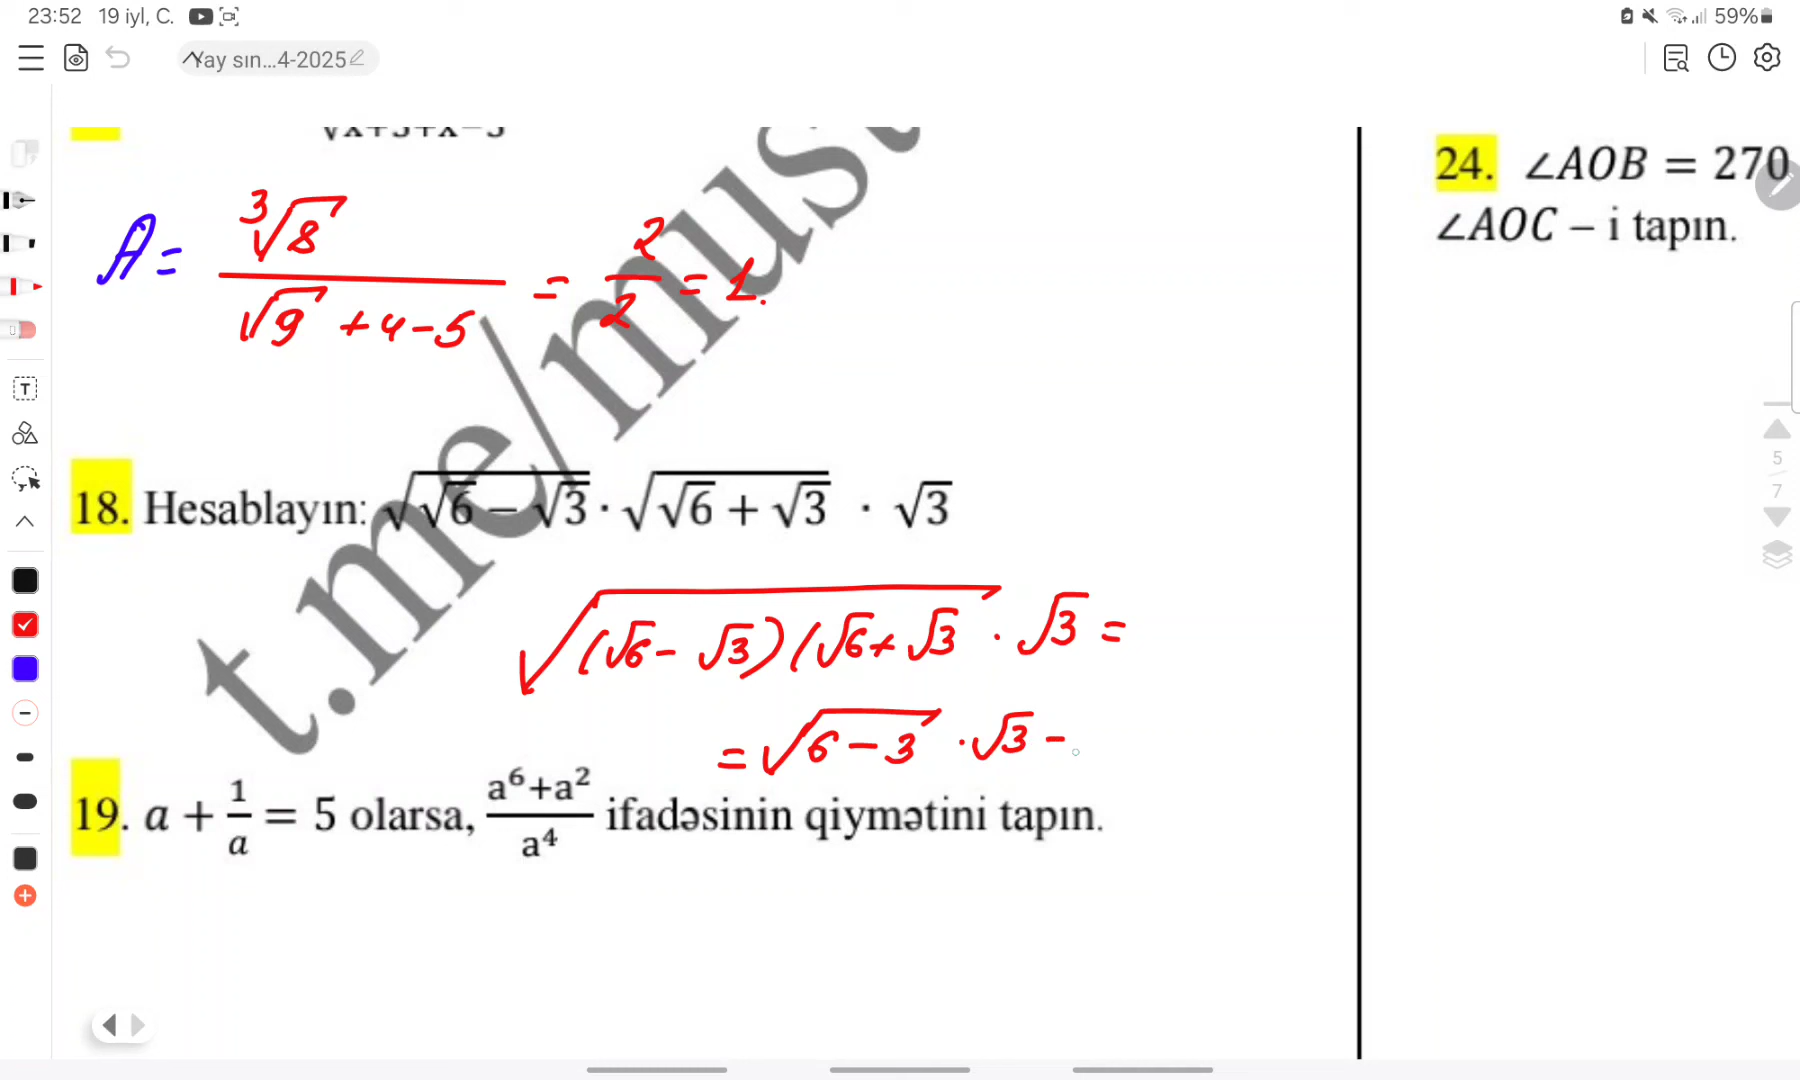 23:52 19 iyl, C. 59%
Yay sın...4-2025
A = ∛8 / (√9 + 4 - 5) = 2/2 = 1.
18. Hesablayın: √(√6 − √3) · √(√6 + √3) · √3
√((√6 - √3)(√6 + √3 · √3 =
= √(6 - 3) · √3 -
19. a + 1/a = 5 olarsa, (a⁶+a²)/a⁴ ifadəsinin qiymətini tapın.
24. ∠AOB = 270
∠AOC – i tapın.
t.me/mus
5
7
T